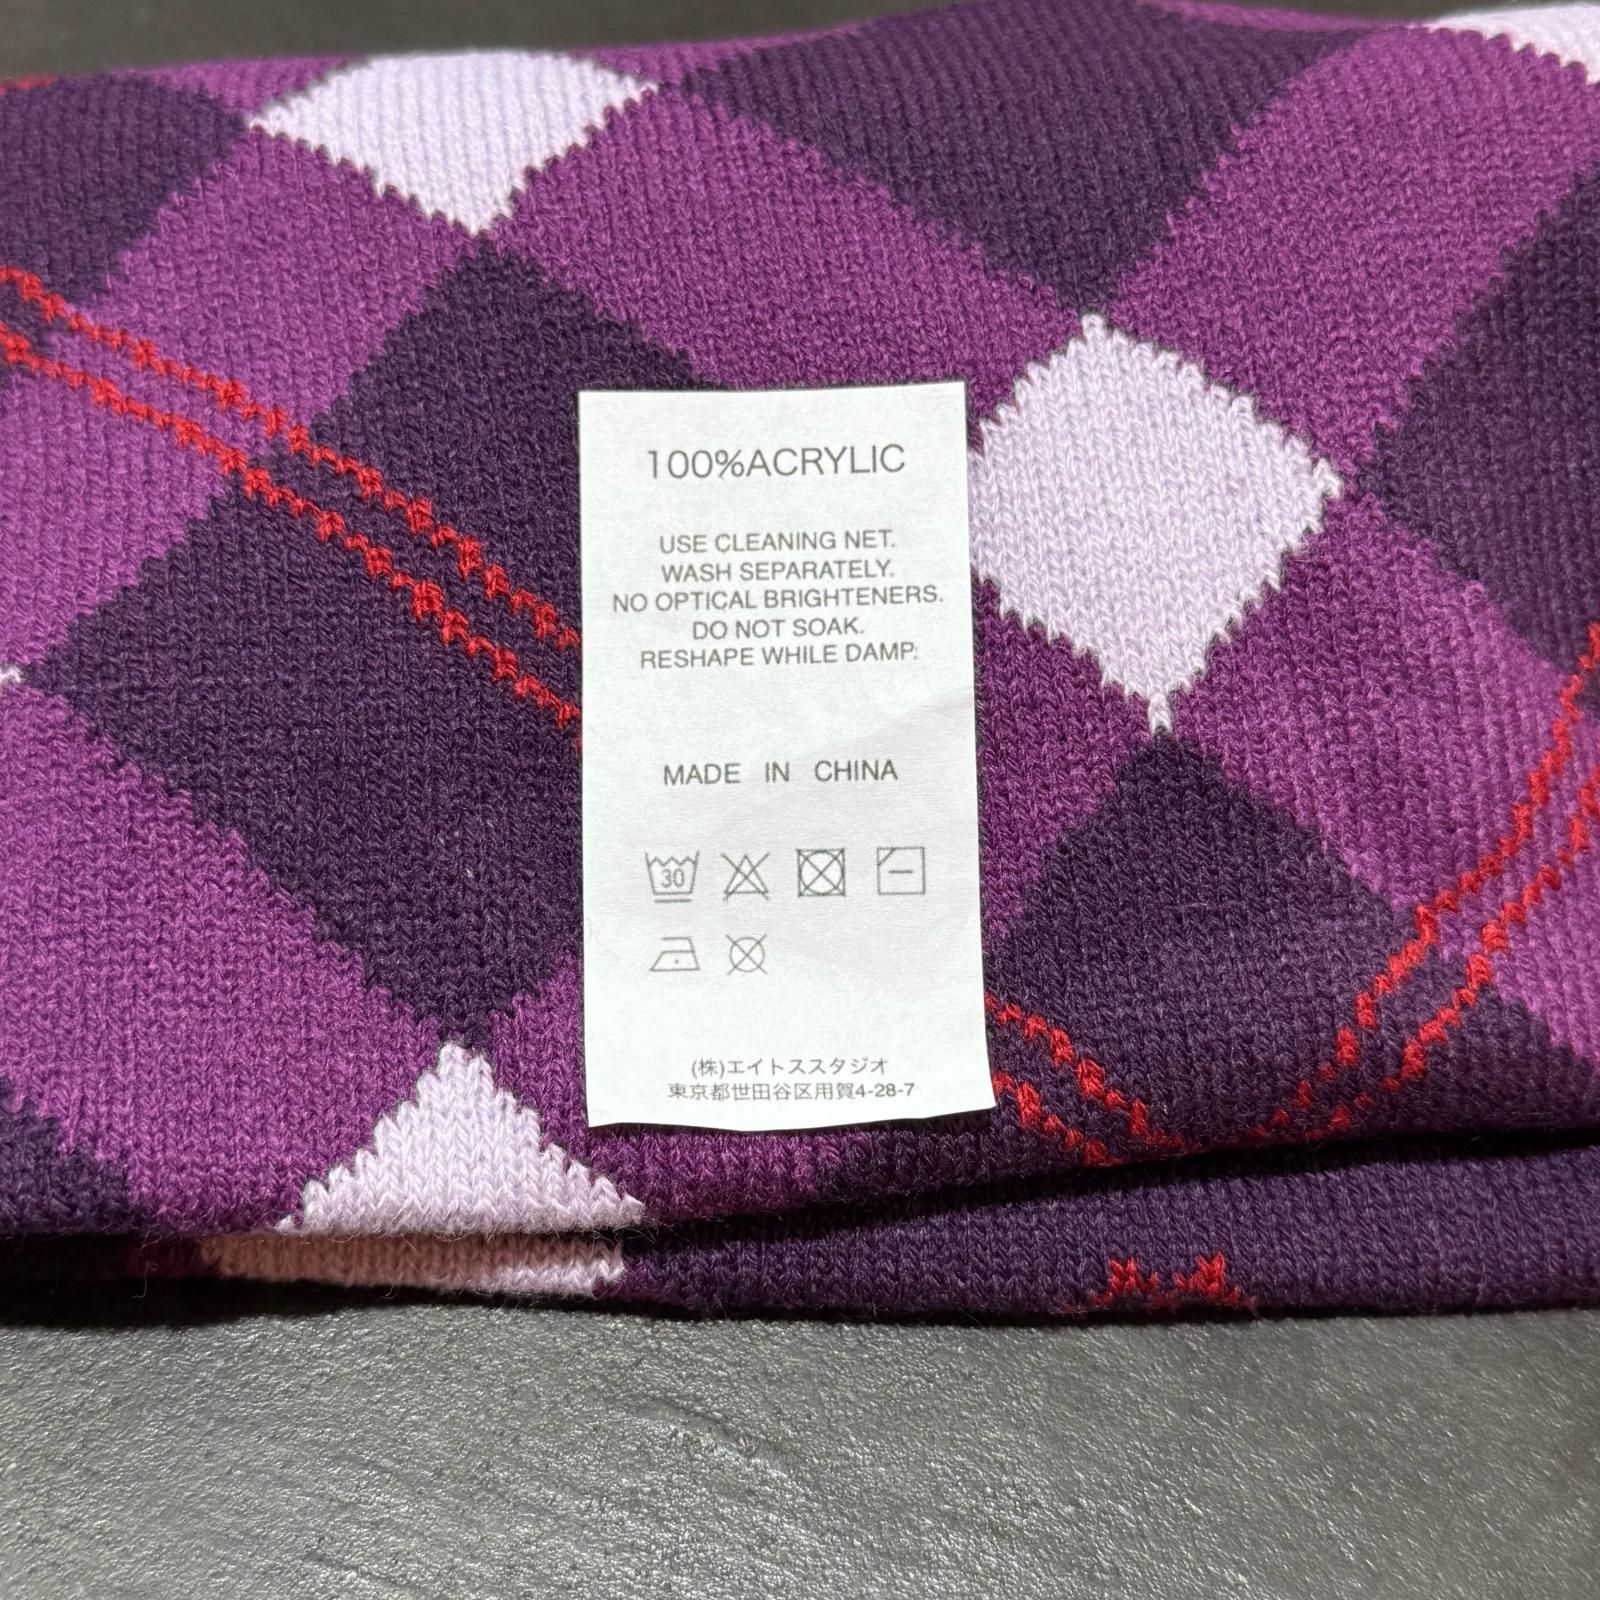 100%ACRYLIC
USE CLEANING NET.
WASH SEPARATELY.
NO OPTICAL BRIGHTENERS.
DO NOT SOAK.
RESHAPE WHILE DAMP.
MADE IN CHINA
30
(株)エイトススタジオ
東京都世田谷区用賀4-28-7